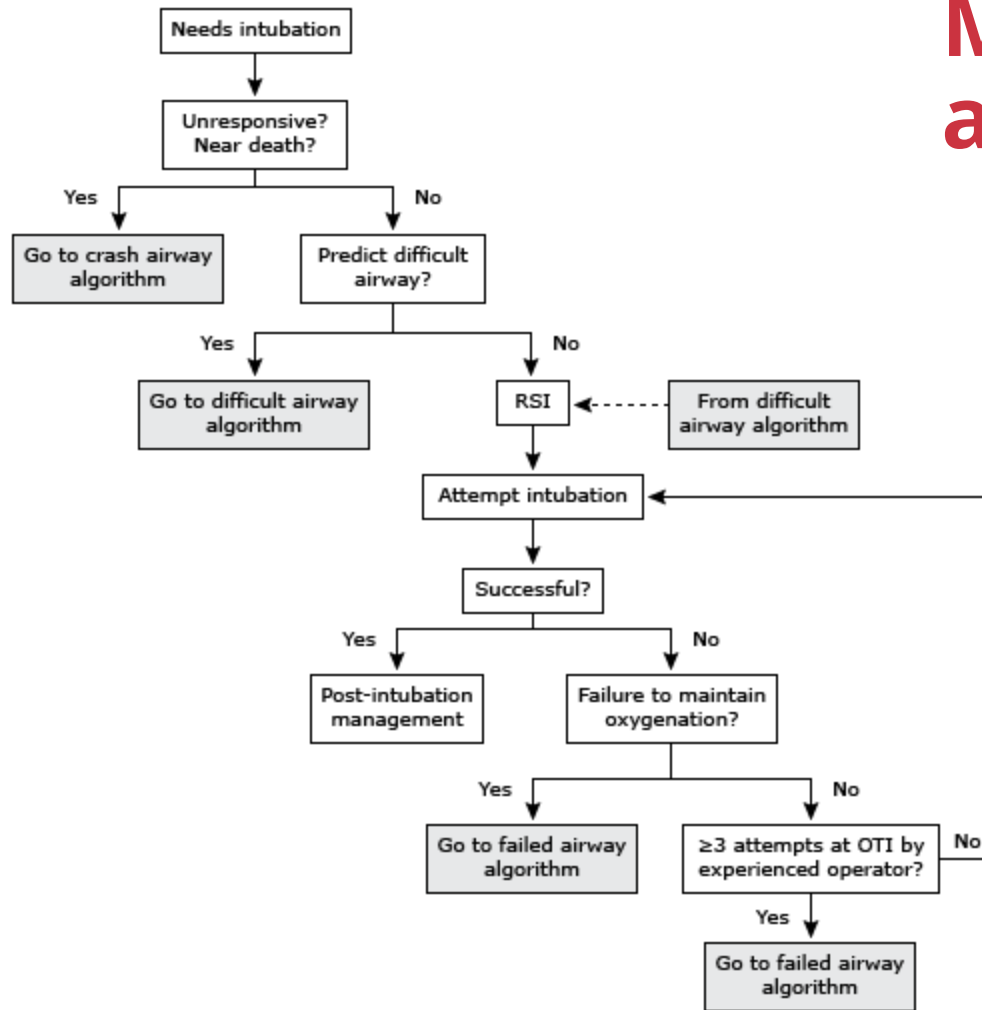 Needs intubation
Unresponsive?
Near death?
Yes
No
Go to crash airway
algorithm
Predict difficult
airway?
Yes
No
Go to difficult airway
algorithm
RSI
From difficult
airway algorithm
Attempt intubation
Successful?
Yes
No
Post-intubation
management
Failure to maintain
oxygenation?
Yes
No
Go to failed airway
algorithm
≥3 attempts at OTI by
experienced operator?
No
Yes
Go to failed airway
algorithm